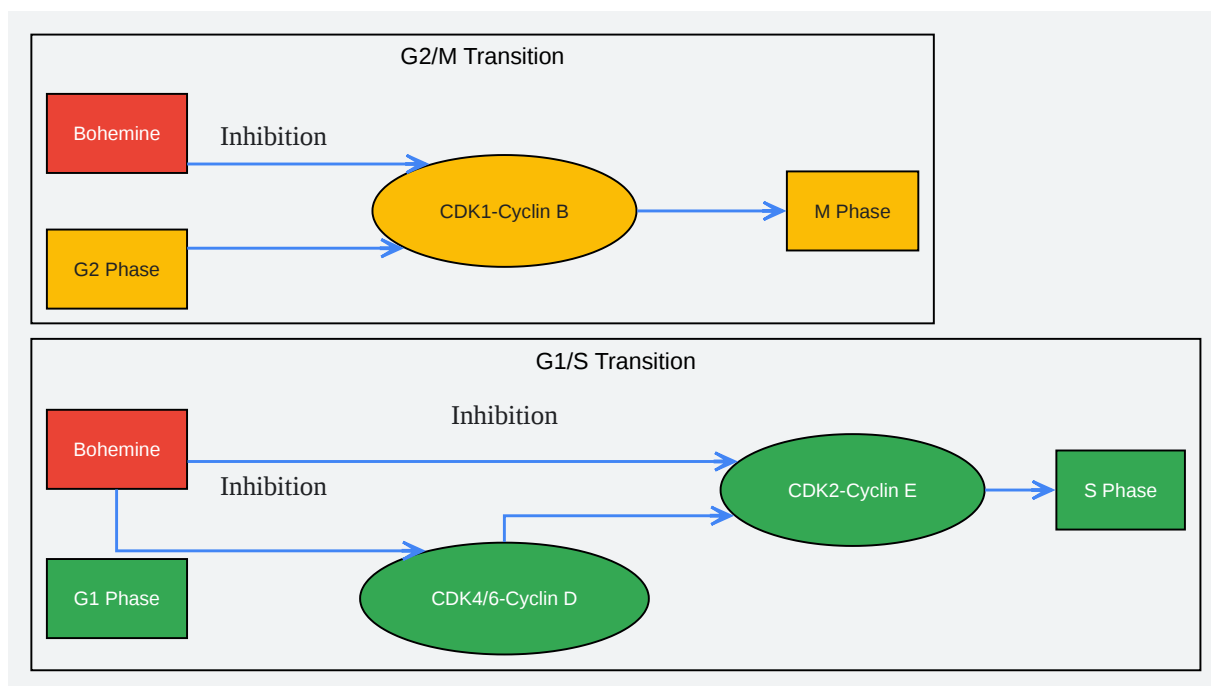 G2/M Transition
Bohemine
Inhibition
CDK1-Cyclin B
M Phase
G2 Phase
G1/S Transition
Bohemine
Inhibition
Inhibition
CDK2-Cyclin E
S Phase
G1 Phase
CDK4/6-Cyclin D